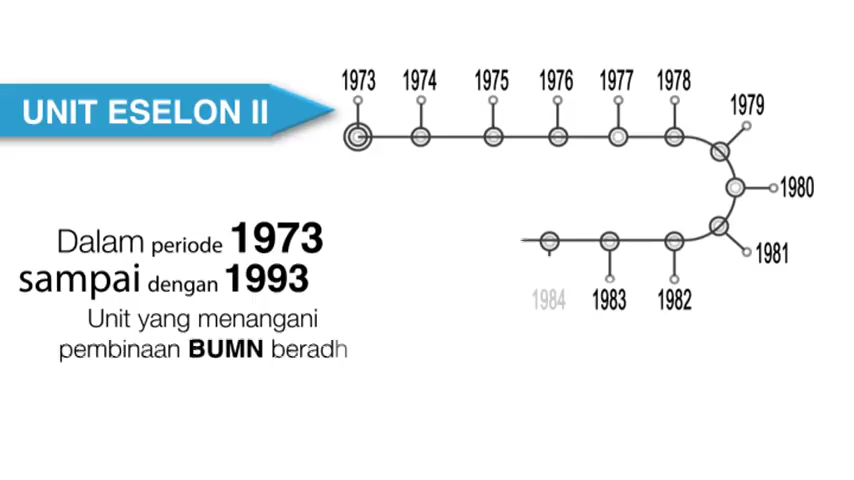 UNIT ESELON II
1973 1974 1975 1976 1977 1978
1979
1980
1981
1984 1983 1982
Dalam periode 1973
sampai dengan 1993
Unit yang menangani
pembinaan BUMN beradh